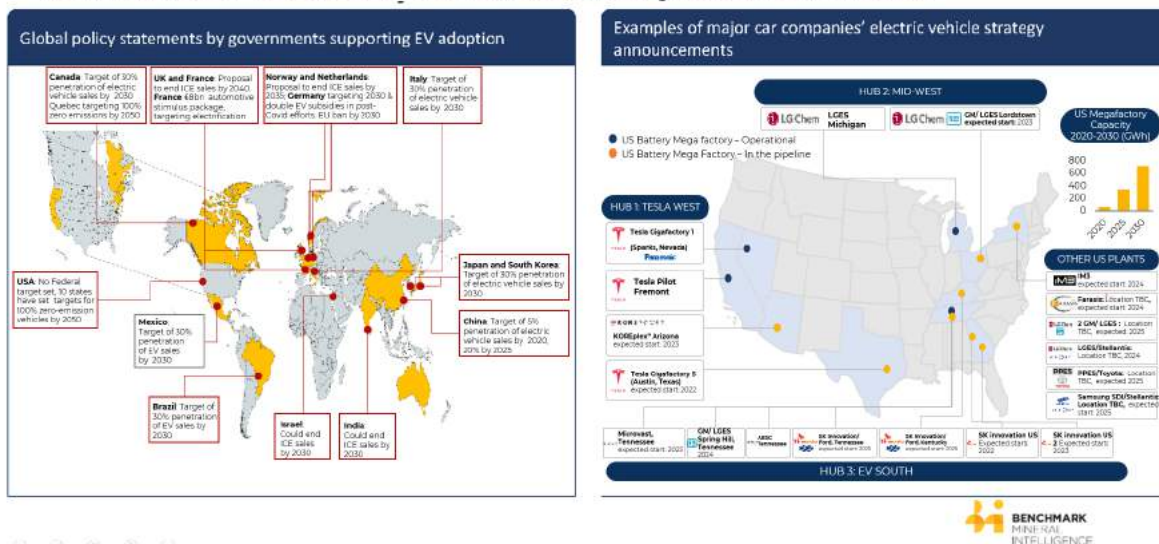 Global policy statements by governments supporting EV adoption
Canada: Target of 30%
penetration of electric
vehicle sales by 2030
Quebec targeting 100%
zero emissions by 2050
UK and France: Proposal
to end ICE sales by 2040.
France €8bn automotive
stimulus package,
targeting electrification
Norway and Netherlands:
Proposal to end ICE sales by
2035; Germany targeting 2030 &
double EV subsidies in post-
Covid efforts. EU ban by 2030
Italy: Target of
30% penetration
of electric vehicle
sales by 2030
USA: No Federal
target set, 10 states
have set targets for
100% zero-emission
vehicles by 2050
Mexico:
Target of 30%
penetration
of EV sales
by 2030
Brazil: Target of
30% penetration
of EV sales by
2030
Israel:
Could end
ICE sales
by 2030
India:
Could end
ICE sales by
2030
Japan and South Korea:
Target of 30% penetration
of electric vehicle sales by
2030
China: Target of 5%
penetration of electric
vehicle sales by 2020,
20% by 2025
Examples of major car companies' electric vehicle strategy
announcements
HUB 2: MID-WEST
LG Chem
LGES
Michigan
LG Chem
GM/ LGES Lordstown
expected start: 2023
US Battery Mega factory – Operational
US Battery Mega Factory – In the pipeline
US Megafactory
Capacity
2020-2030 (GWh)
800
600
400
200
0
2020
2025
2030
HUB 1: TESLA WEST
Tesla Gigafactory 1
(Sparks, Nevada)
Panasonic
Tesla Pilot
Fremont
KOREplex™ Arizona
expected start: 2023
Tesla Gigafactory 5
(Austin, Texas)
expected start: 2022
OTHER US PLANTS
iM3
expected start 2024
Farasis: Location TBC,
expected start 2024
2 GM/ LGES : Location
TBC, expected 2025
LGES/Stellantis:
Location TBC, 2024
PPES
PPES/Toyota: Location
TBC, expected 2025
Samsung SDI/Stellantis:
Location TBC, expected
start 2025
Microvast,
Tennessee
expected start: 2023
GM/ LGES
Spring Hill,
Tennessee
2024
AESC
Tennessee
SK Innovation/
Ford, Tennessee
expected start 2025
SK Innovation/
Ford, Kentucky
expected start 2025
SK innovation US
Expected start:
2022
SK innovation US
2 Expected start:
2023
HUB 3: EV SOUTH
BENCHMARK
MINERAL
INTELLIGENCE